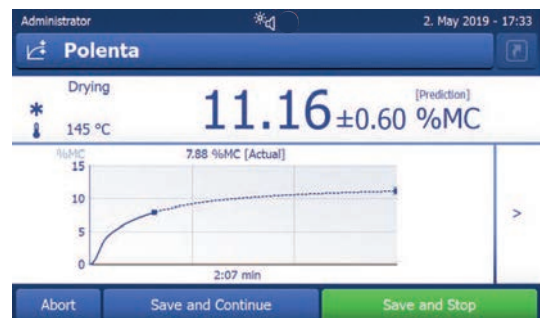 Administrator
2. May 2019 - 17:33
Polenta
Drying
145 °C
11.16 ±0.60 %MC
[Prediction]
%MC
7.88 %MC [Actual]
15
10
5
0
2:07 min
>
Abort
Save and Continue
Save and Stop